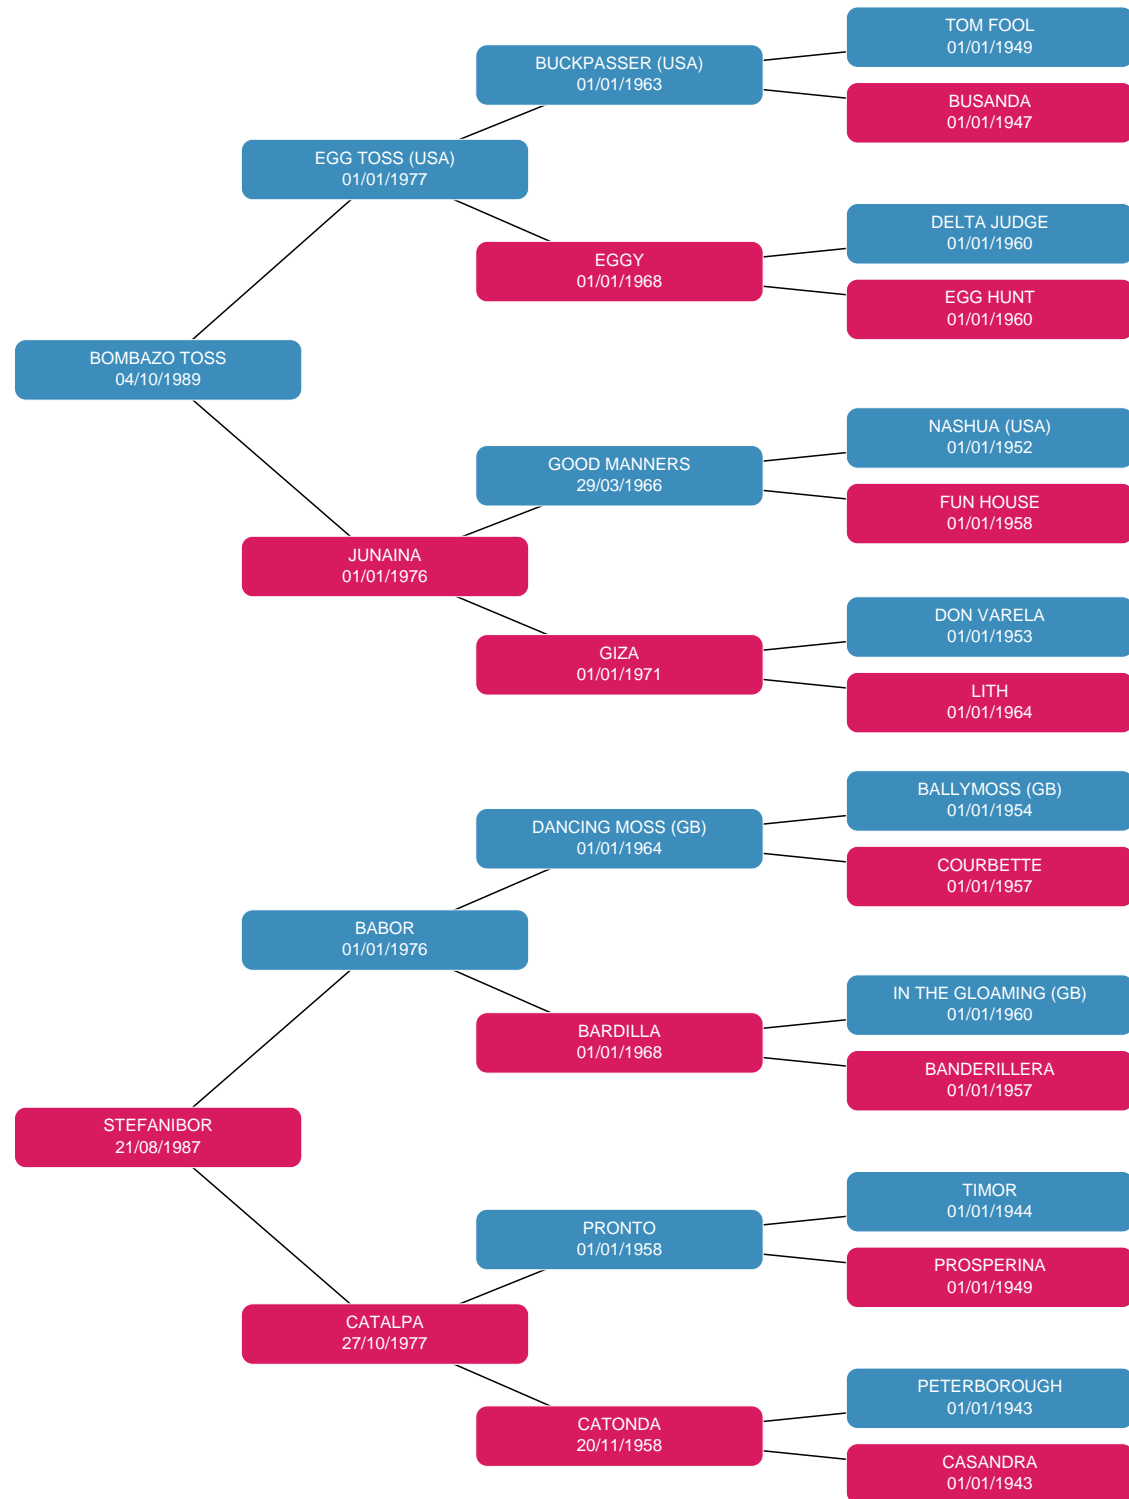 TOM FOOL
01/01/1949
BUCKPASSER (USA)
01/01/1963
BUSANDA
01/01/1947
EGG TOSS (USA)
01/01/1977
DELTA JUDGE
01/01/1960
EGGY
01/01/1968
EGG HUNT
01/01/1960
BOMBAZO TOSS
04/10/1989
NASHUA (USA)
01/01/1952
GOOD MANNERS
29/03/1966
FUN HOUSE
01/01/1958
JUNAINA
01/01/1976
DON VARELA
01/01/1953
GIZA
01/01/1971
LITH
01/01/1964
BALLYMOSS (GB)
01/01/1954
DANCING MOSS (GB)
01/01/1964
COURBETTE
01/01/1957
BABOR
01/01/1976
IN THE GLOAMING (GB)
01/01/1960
BARDILLA
01/01/1968
BANDERILLERA
01/01/1957
STEFANIBOR
21/08/1987
TIMOR
01/01/1944
PRONTO
01/01/1958
PROSPERINA
01/01/1949
CATALPA
27/10/1977
PETERBOROUGH
01/01/1943
CATONDA
20/11/1958
CASANDRA
01/01/1943